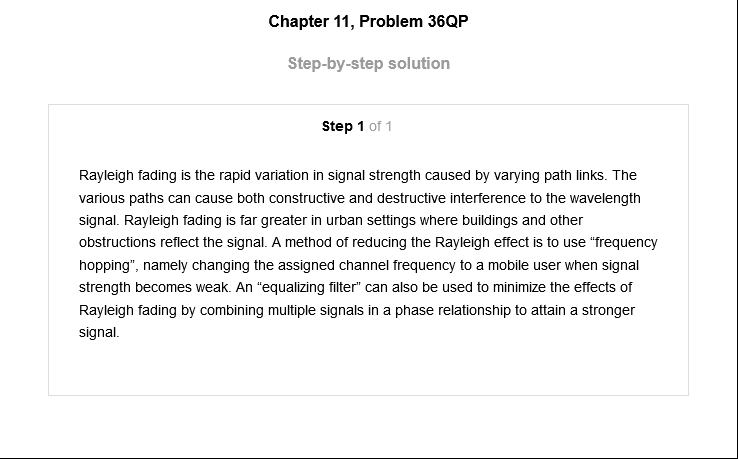 Chapter 11, Problem 36QP
Step-by-step solution
Step 1 of 1
Rayleigh fading is the rapid variation in signal strength caused by varying path links. The
various paths can cause both constructive and destructive interference to the wavelength
signal. Rayleigh fading is far greater in urban settings where buildings and other
obstructions reflect the signal. A method of reducing the Rayleigh effect is to use “frequency
hopping”, namely changing the assigned channel frequency to a mobile user when signal
strength becomes weak. An “equalizing filter” can also be used to minimize the effects of
Rayleigh fading by combining multiple signals in a phase relationship to attain a stronger
signal.